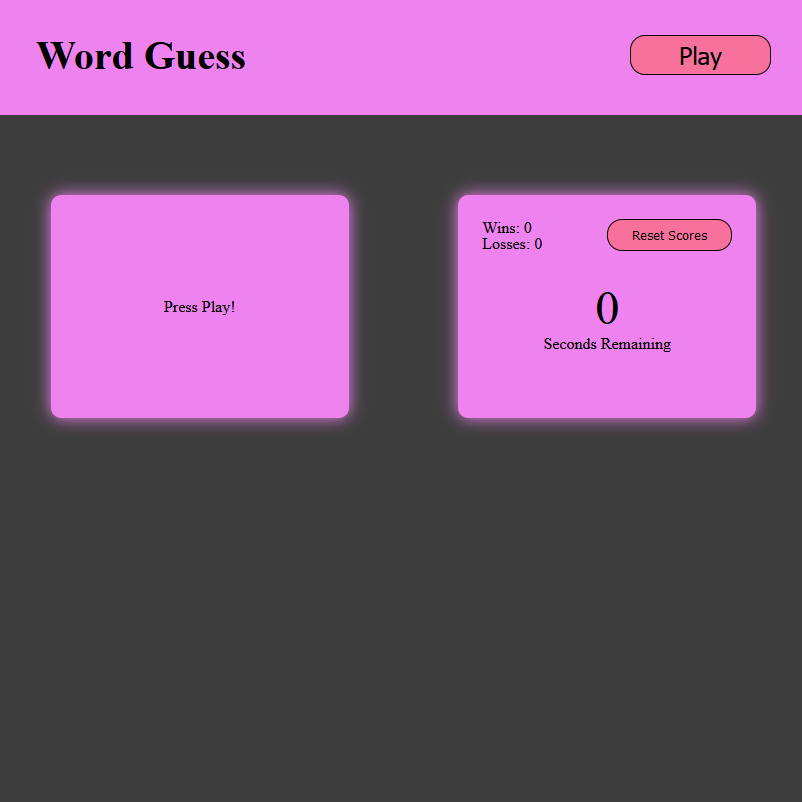 Word Guess
Play
Press Play!
Wins: 0
Losses: 0
Reset Scores
0
Seconds Remaining